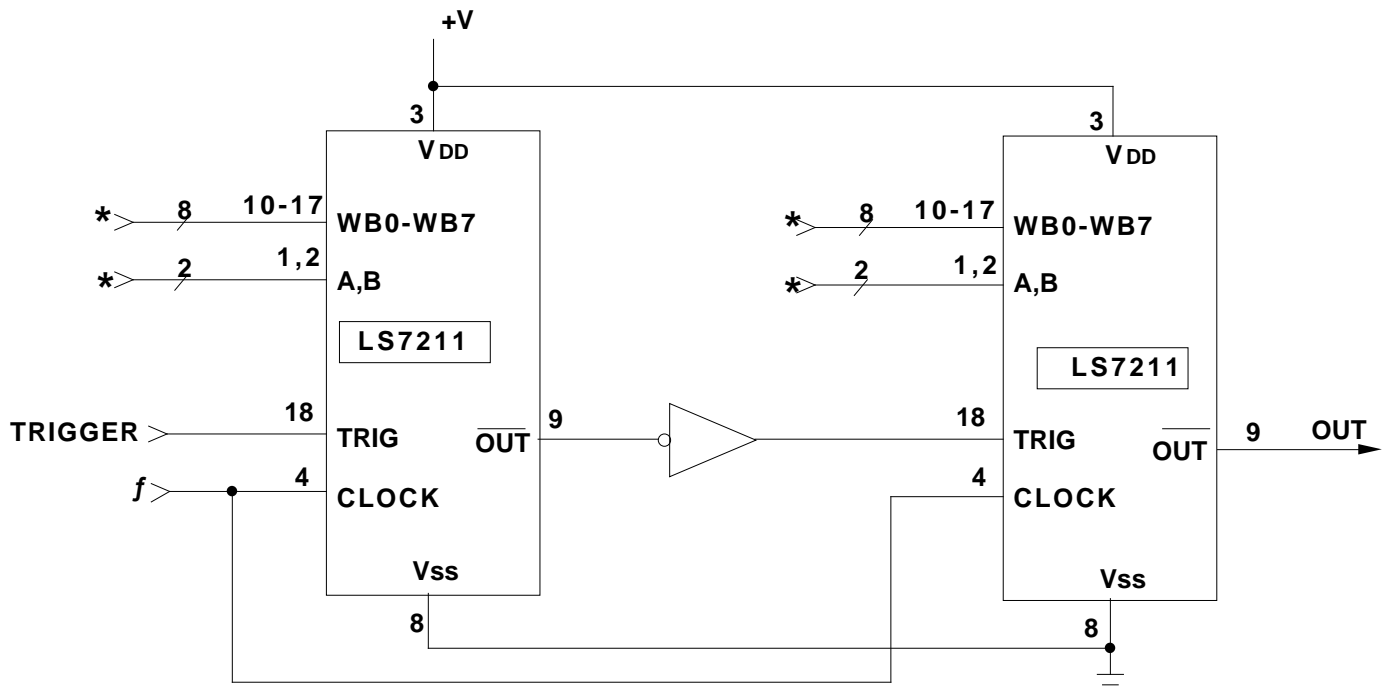 +V
3
VDD
* 8 10-17 WB0-WB7
* 2 1,2 A,B
LS7211
TRIGGER 18 TRIG
ƒ 4 CLOCK
OUT 9
Vss
8
3
VDD
* 8 10-17 WB0-WB7
* 2 1,2 A,B
LS7211
18 TRIG
4 CLOCK
OUT 9 OUT
Vss
8